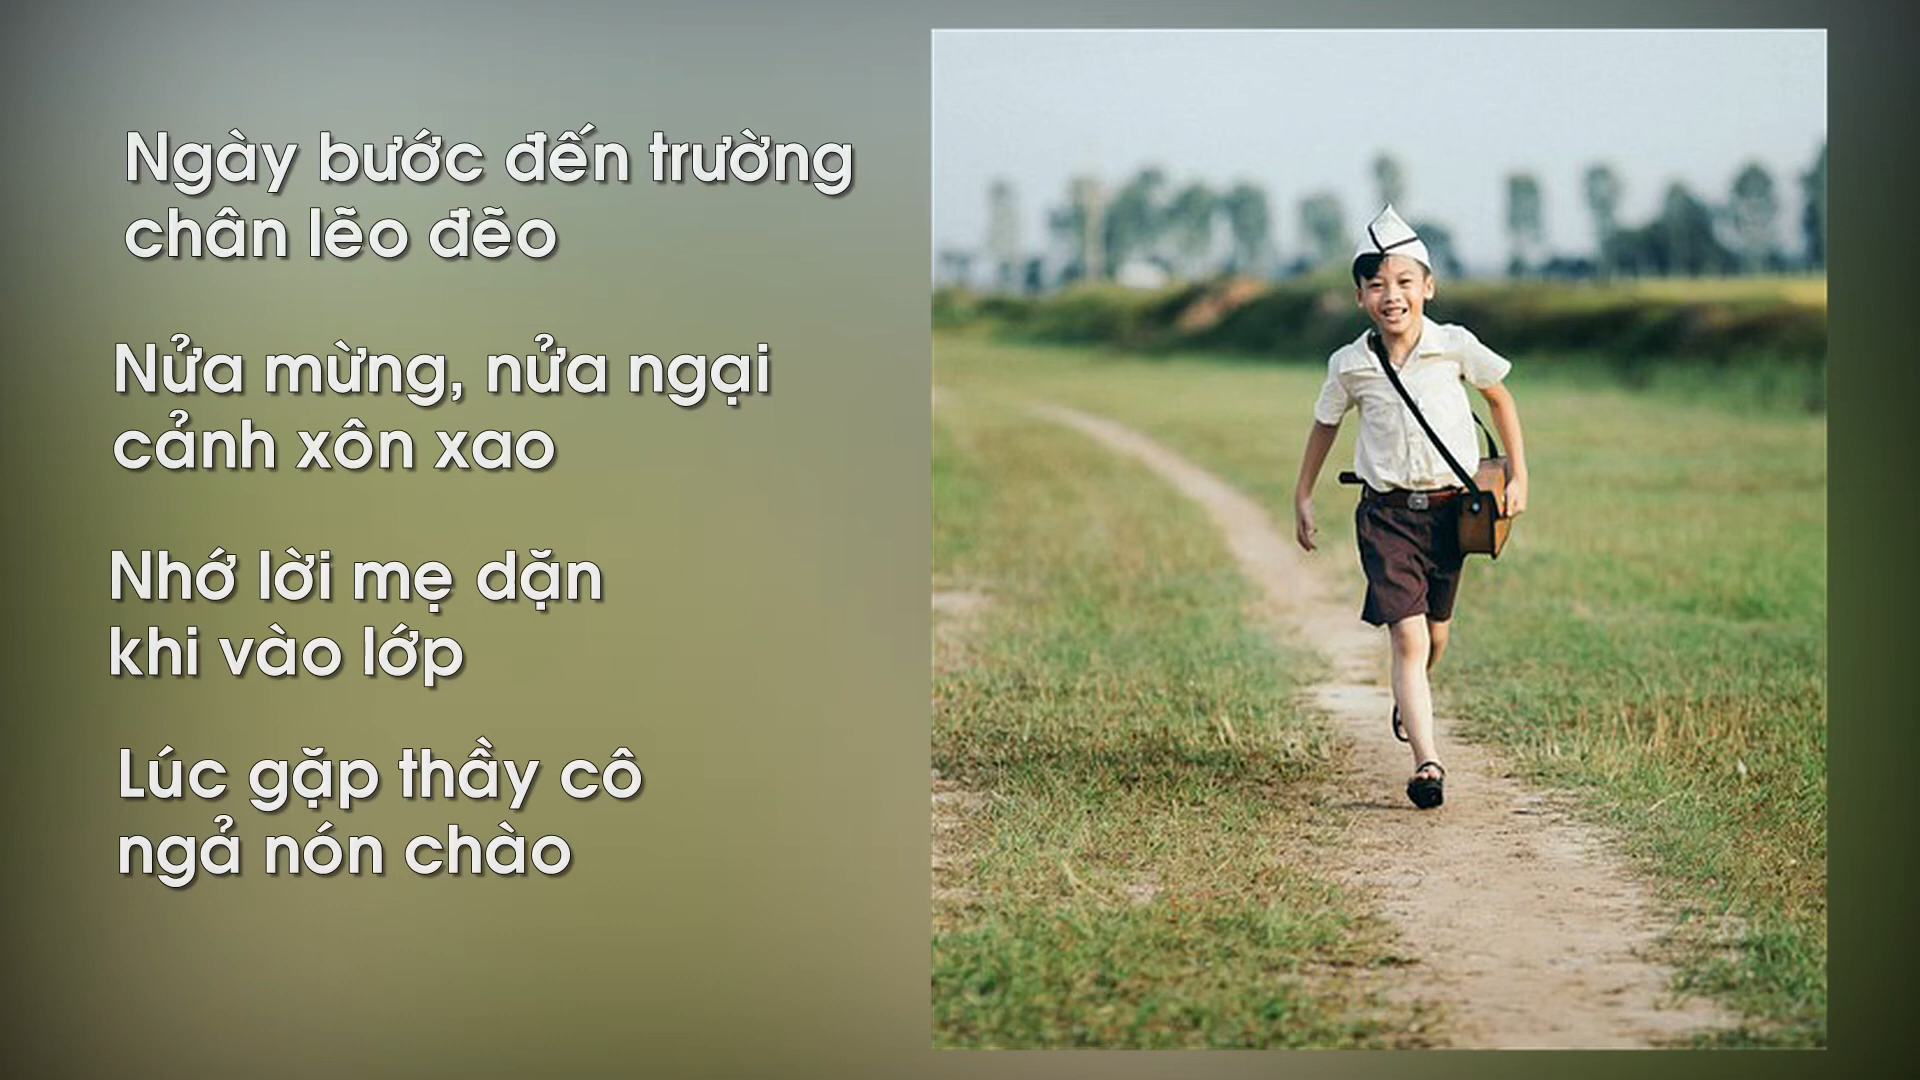 Ngày bước đến trường
chân lẽo đẽo
Nửa mừng, nửa ngại
cảnh xôn xao
Nhớ lời mẹ dặn
khi vào lớp
Lúc gặp thầy cô
ngả nón chào